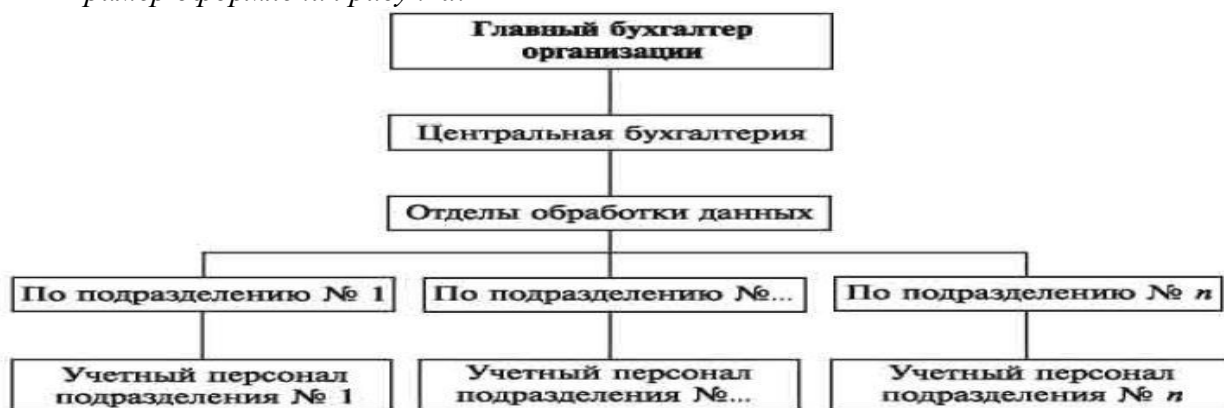 Главный бухгалтер
организации
Центральная бухгалтерия
Отделы обработки данных
По подразделению № 1
По подразделению №...
По подразделению № n
Учетный персонал
подразделения № 1
Учетный персонал
подразделения №...
Учетный персонал
подразделения № n